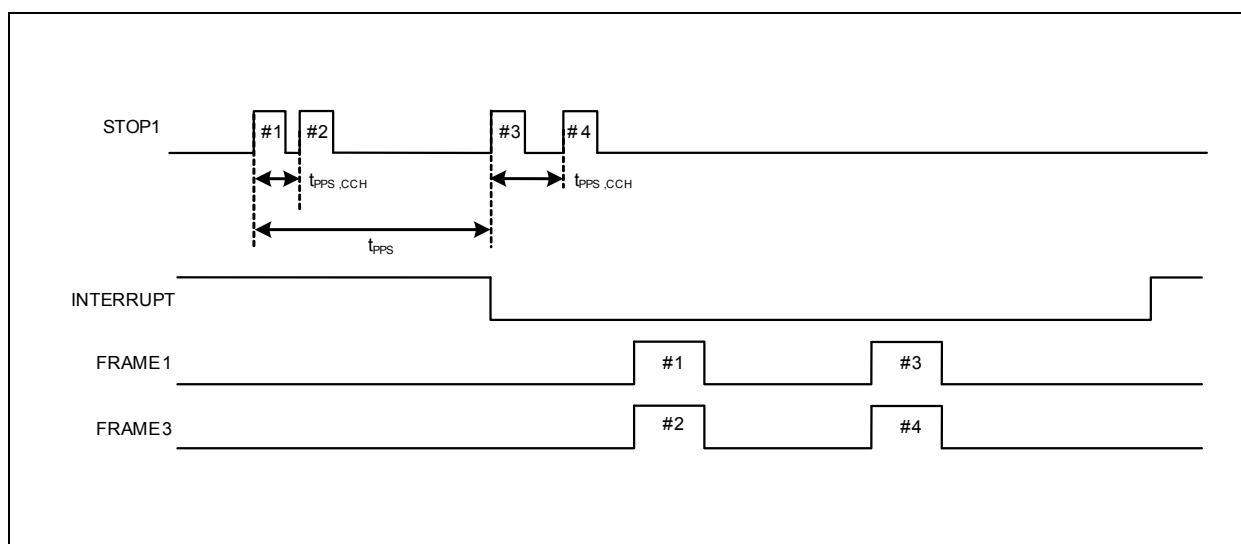 STOP1 #1 #2 #3 #4
tPPS ,CCH tPPS ,CCH
tPPS
INTERRUPT
FRAME1 #1 #3
FRAME3 #2 #4